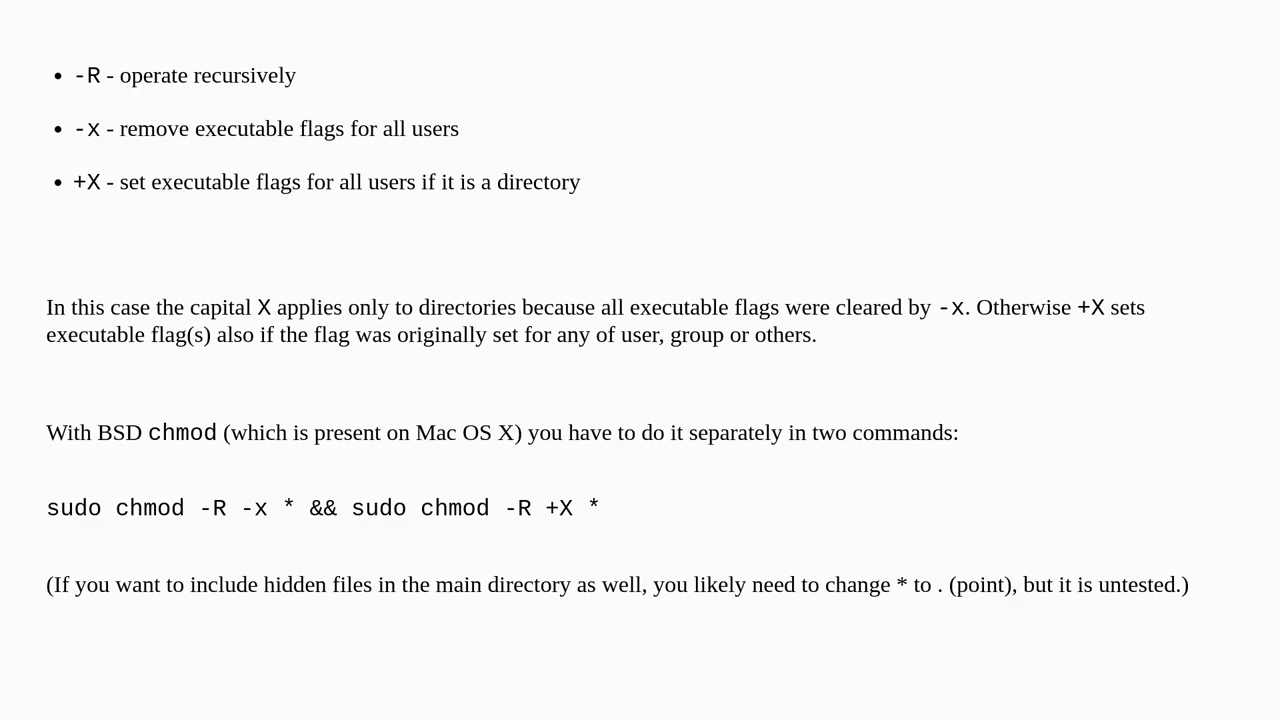 • -R - operate recursively
• -x - remove executable flags for all users
• +X - set executable flags for all users if it is a directory
In this case the capital X applies only to directories because all executable flags were cleared by -x. Otherwise +X sets
executable flag(s) also if the flag was originally set for any of user, group or others.
With BSD chmod (which is present on Mac OS X) you have to do it separately in two commands:
sudo chmod -R -x * && sudo chmod -R +X *
(If you want to include hidden files in the main directory as well, you likely need to change * to . (point), but it is untested.)